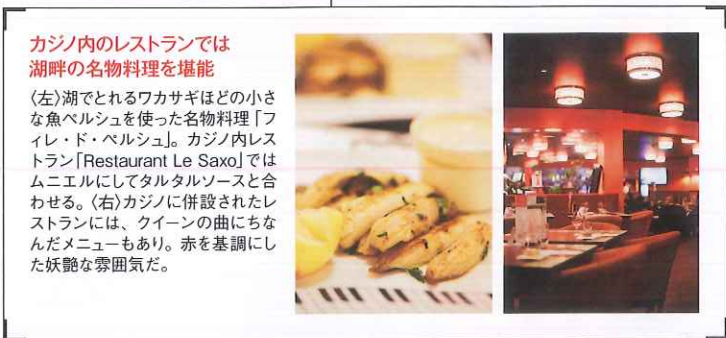 カジノ内のレストランでは
湖畔の名物料理を堪能
〈左〉湖でとれるワカサギほどの小さ
な魚ペルシュを使った名物料理「フ
ィレ・ド・ペルシュ」。カジノ内レス
トラン「Restaurant Le Saxo」では
ムニエルにしてタルタルソースと合
わせる。〈右〉カジノに併設されたレ
ストランには、クイーンの曲にちな
んだメニューもあり。赤を基調にし
た妖艶な雰囲気だ。